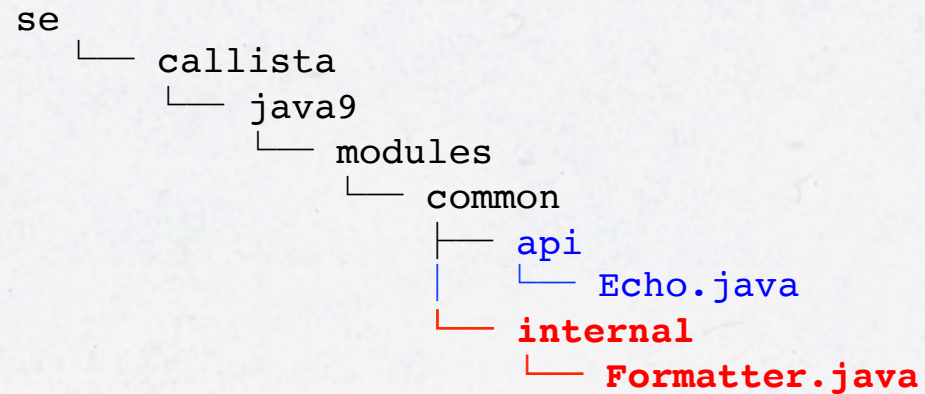 se
└── callista
└── java9
└── modules
└── common
├── api
│ └── Echo.java
└── internal
└── Formatter.java